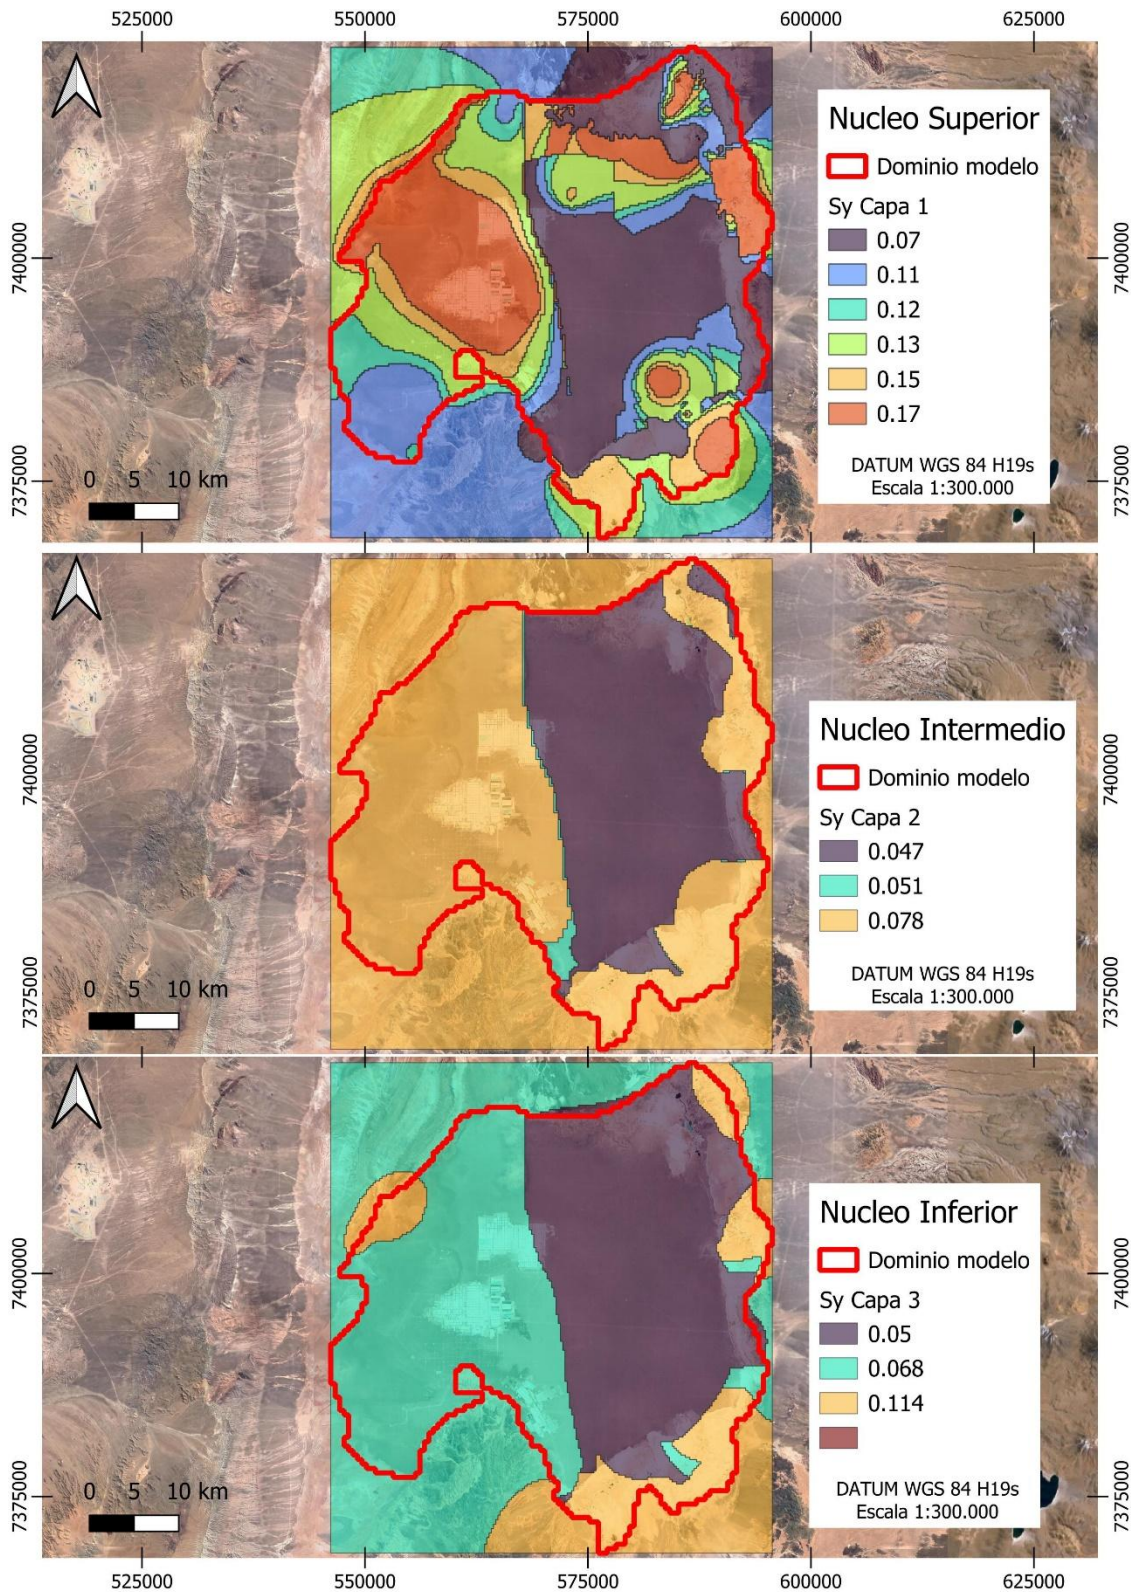 525000 550000 575000 600000 625000
Nucleo Superior
Dominio modelo
Sy Capa 1
0.07
0.11
0.12
0.13
0.15
0.17
DATUM WGS 84 H19s
Escala 1:300.000
7400000
7375000
7400000
7375000
0 5 10 km
Nucleo Intermedio
Dominio modelo
Sy Capa 2
0.047
0.051
0.078
DATUM WGS 84 H19s
Escala 1:300.000
7400000
7375000
7400000
7375000
0 5 10 km
Nucleo Inferior
Dominio modelo
Sy Capa 3
0.05
0.068
0.114
DATUM WGS 84 H19s
Escala 1:300.000
7400000
7375000
7400000
7375000
0 5 10 km
525000 550000 575000 600000 625000